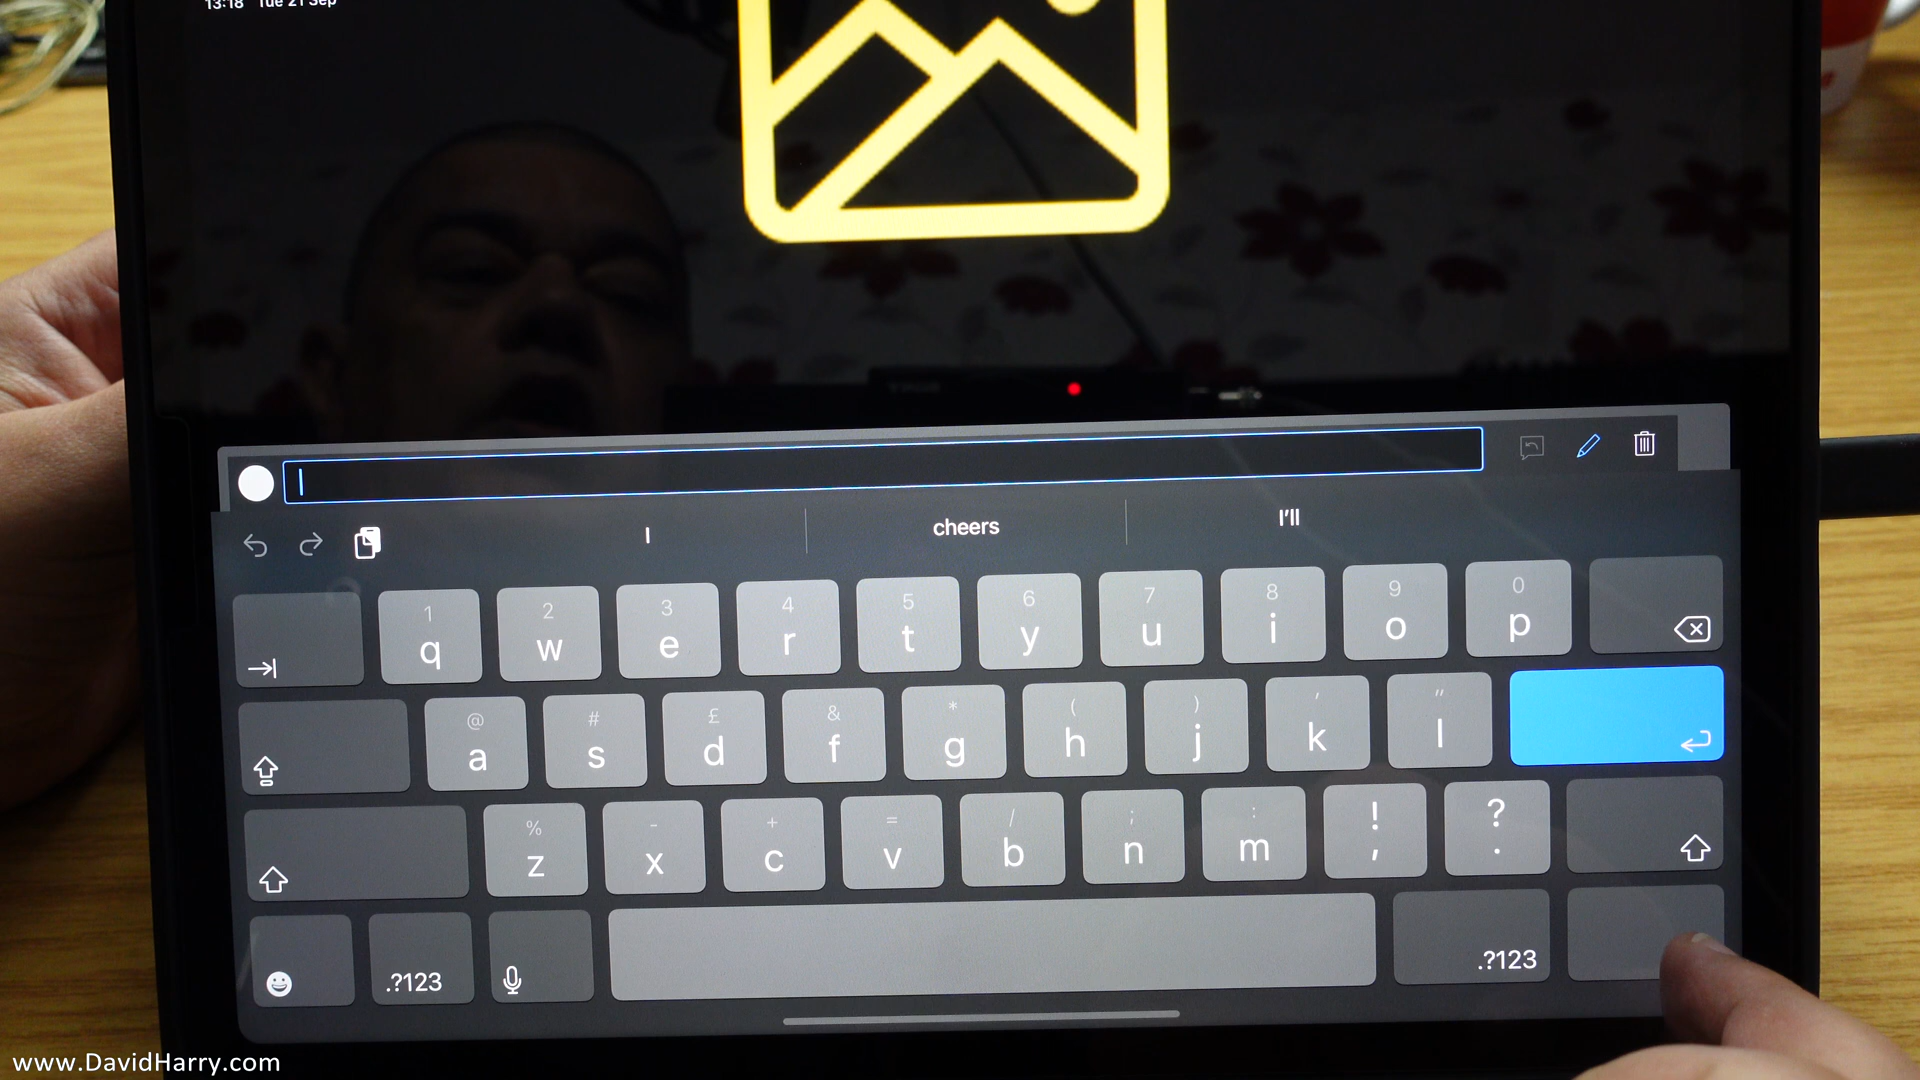 13:18 Tue 21 Sep
I cheers I'll
1 2 3 4 5 6 7 8 9 0
q w e r t y u i o p
@ # £ & * ( ) ' "
a s d f g h j k l
% - + = / ; : ! ?
z x c v b n m , .
.?123 .?123
www.DavidHarry.com